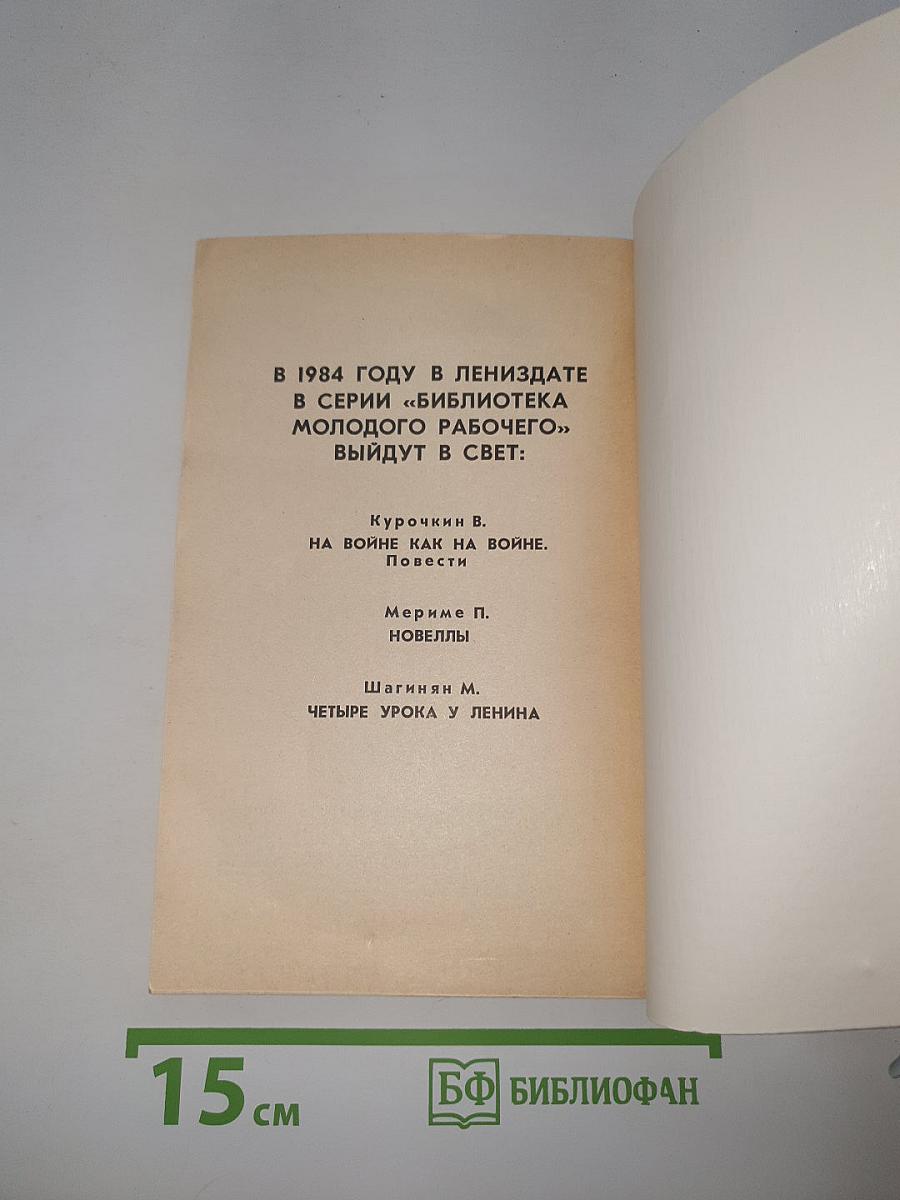 В 1984 ГОДУ В ЛЕНИЗДАТЕ
В СЕРИИ «БИБЛИОТЕКА
МОЛОДОГО РАБОЧЕГО»
ВЫЙДУТ В СВЕТ:
Курочкин В.
НА ВОЙНЕ КАК НА ВОЙНЕ.
Повести
Мериме П.
НОВЕЛЛЫ
Шагинян М.
ЧЕТЫРЕ УРОКА У ЛЕНИНА
15 см
БФ БИБЛИОФАН